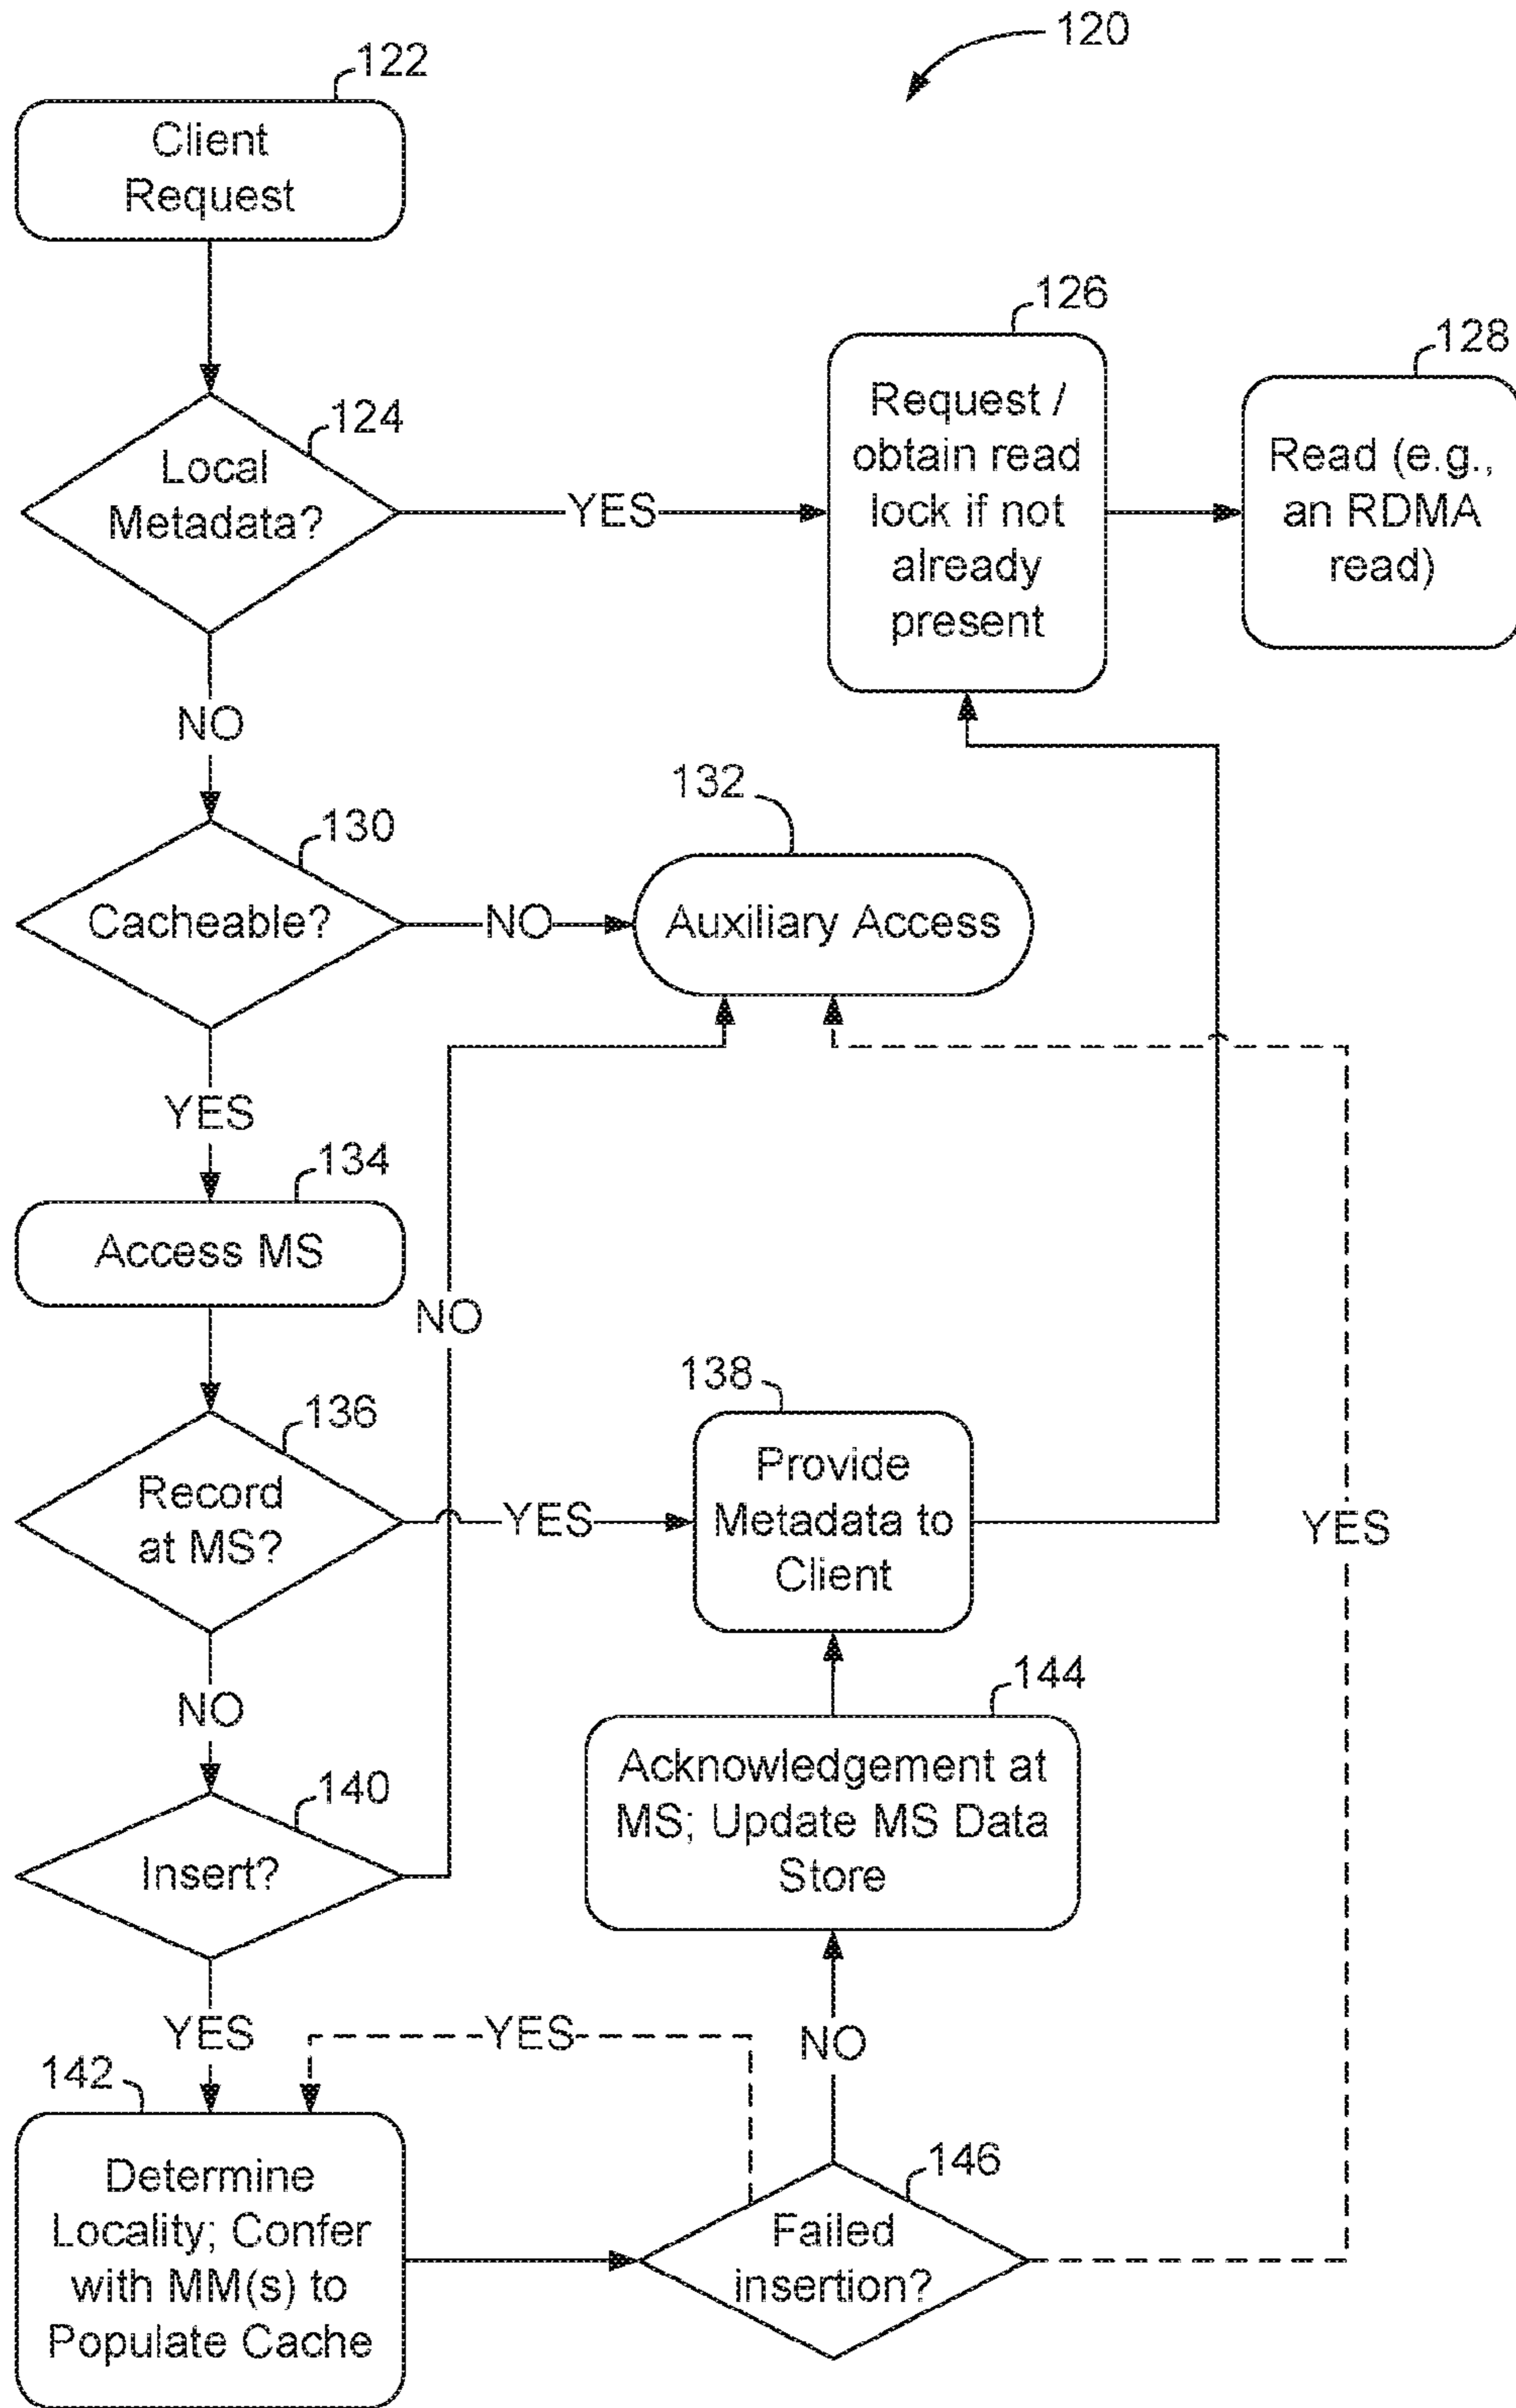 120
122
Client
Request
126
128
Request /
obtain read
lock if not
already
present
Read (e.g.,
an RDMA
read)
124
Local
Metadata?
YES
NO
130
132
Cacheable?
NO
Auxiliary Access
YES
134
Access MS
NO
136
138
Record
at MS?
YES
Provide
Metadata to
Client
YES
NO
144
140
Acknowledgement at
MS; Update MS Data
Store
Insert?
YES
YES
NO
142
146
Determine
Locality; Confer
with MM(s) to
Populate Cache
Failed
insertion?